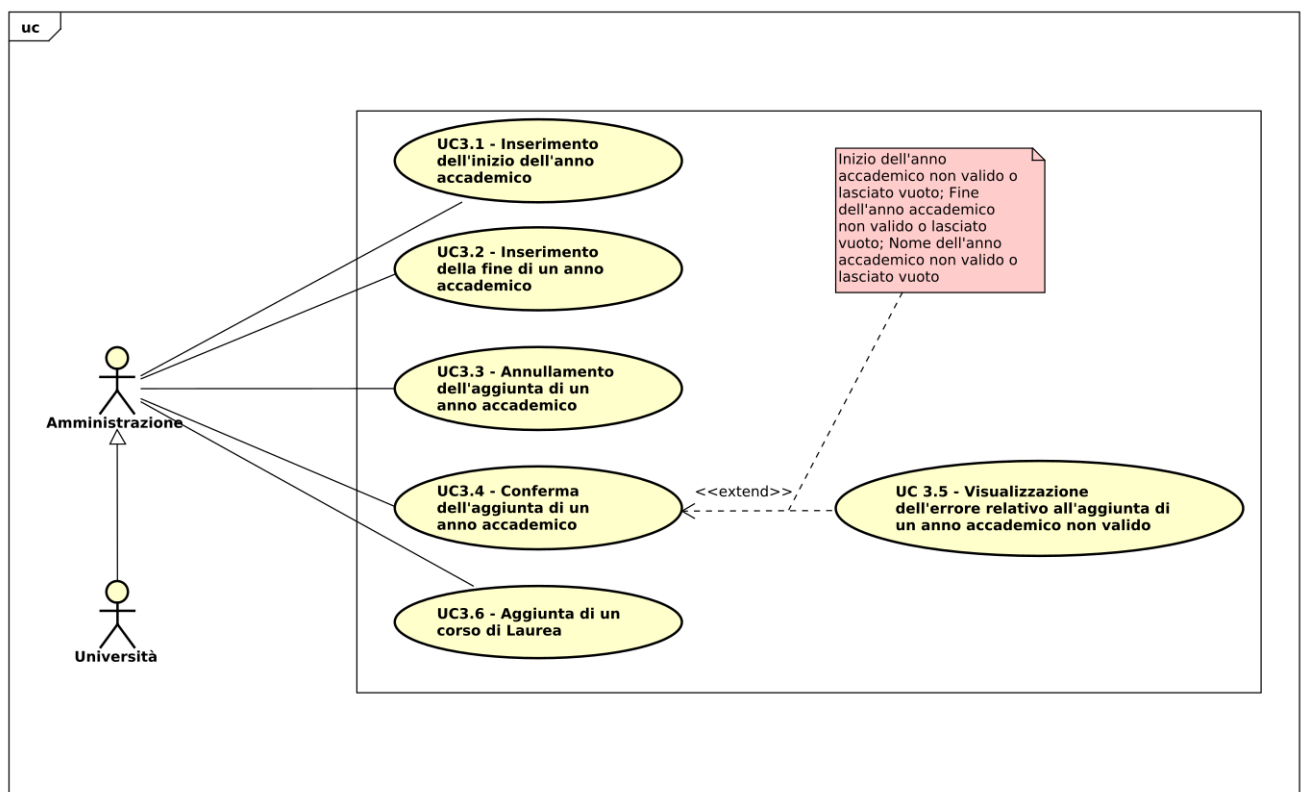 uc
UC3.1 - Inserimento
dell'inizio dell'anno
accademico
Inizio dell'anno
accademico non valido o
lasciato vuoto; Fine
dell'anno accademico
non valido o lasciato
vuoto; Nome dell'anno
accademico non valido o
lasciato vuoto
UC3.2 - Inserimento
della fine di un anno
accademico
UC3.3 - Annullamento
dell'aggiunta di un
anno accademico
Amministrazione
UC3.4 - Conferma
dell'aggiunta di un
anno accademico
<<extend>>
UC 3.5 - Visualizzazione
dell'errore relativo all'aggiunta di
un anno accademico non valido
UC3.6 - Aggiunta di un
corso di Laurea
Università